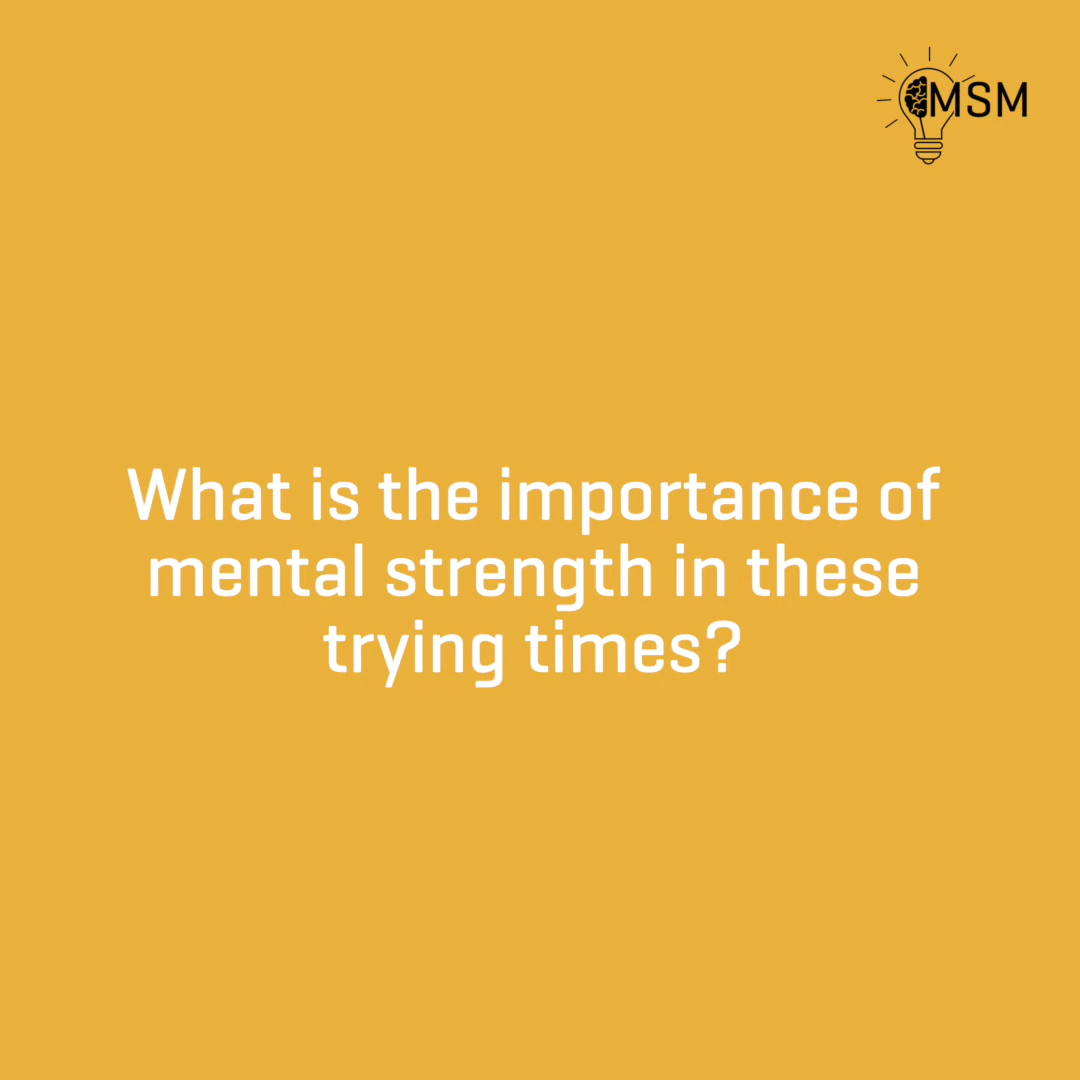 MSM
What is the importance of
mental strength in these
trying times?